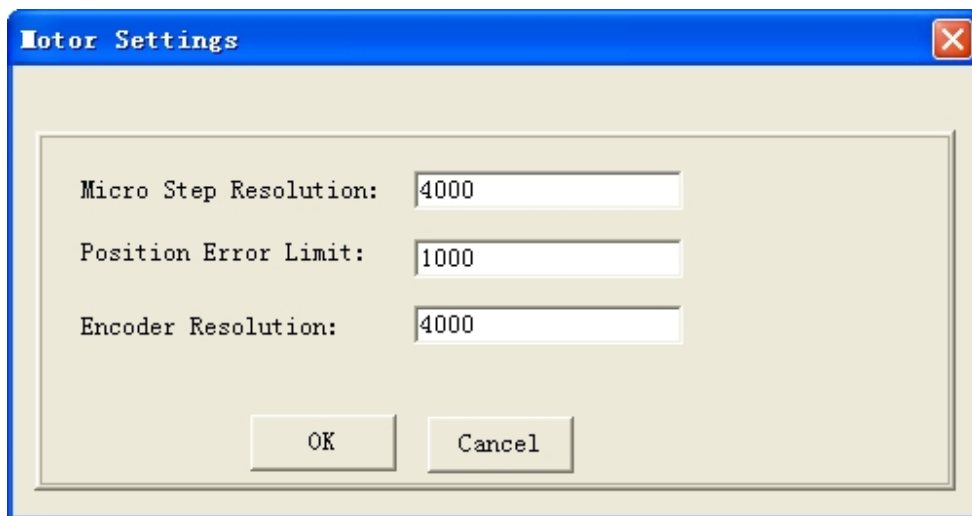 Motor Settings
Micro Step Resolution: 4000
Position Error Limit: 1000
Encoder Resolution: 4000
OK Cancel